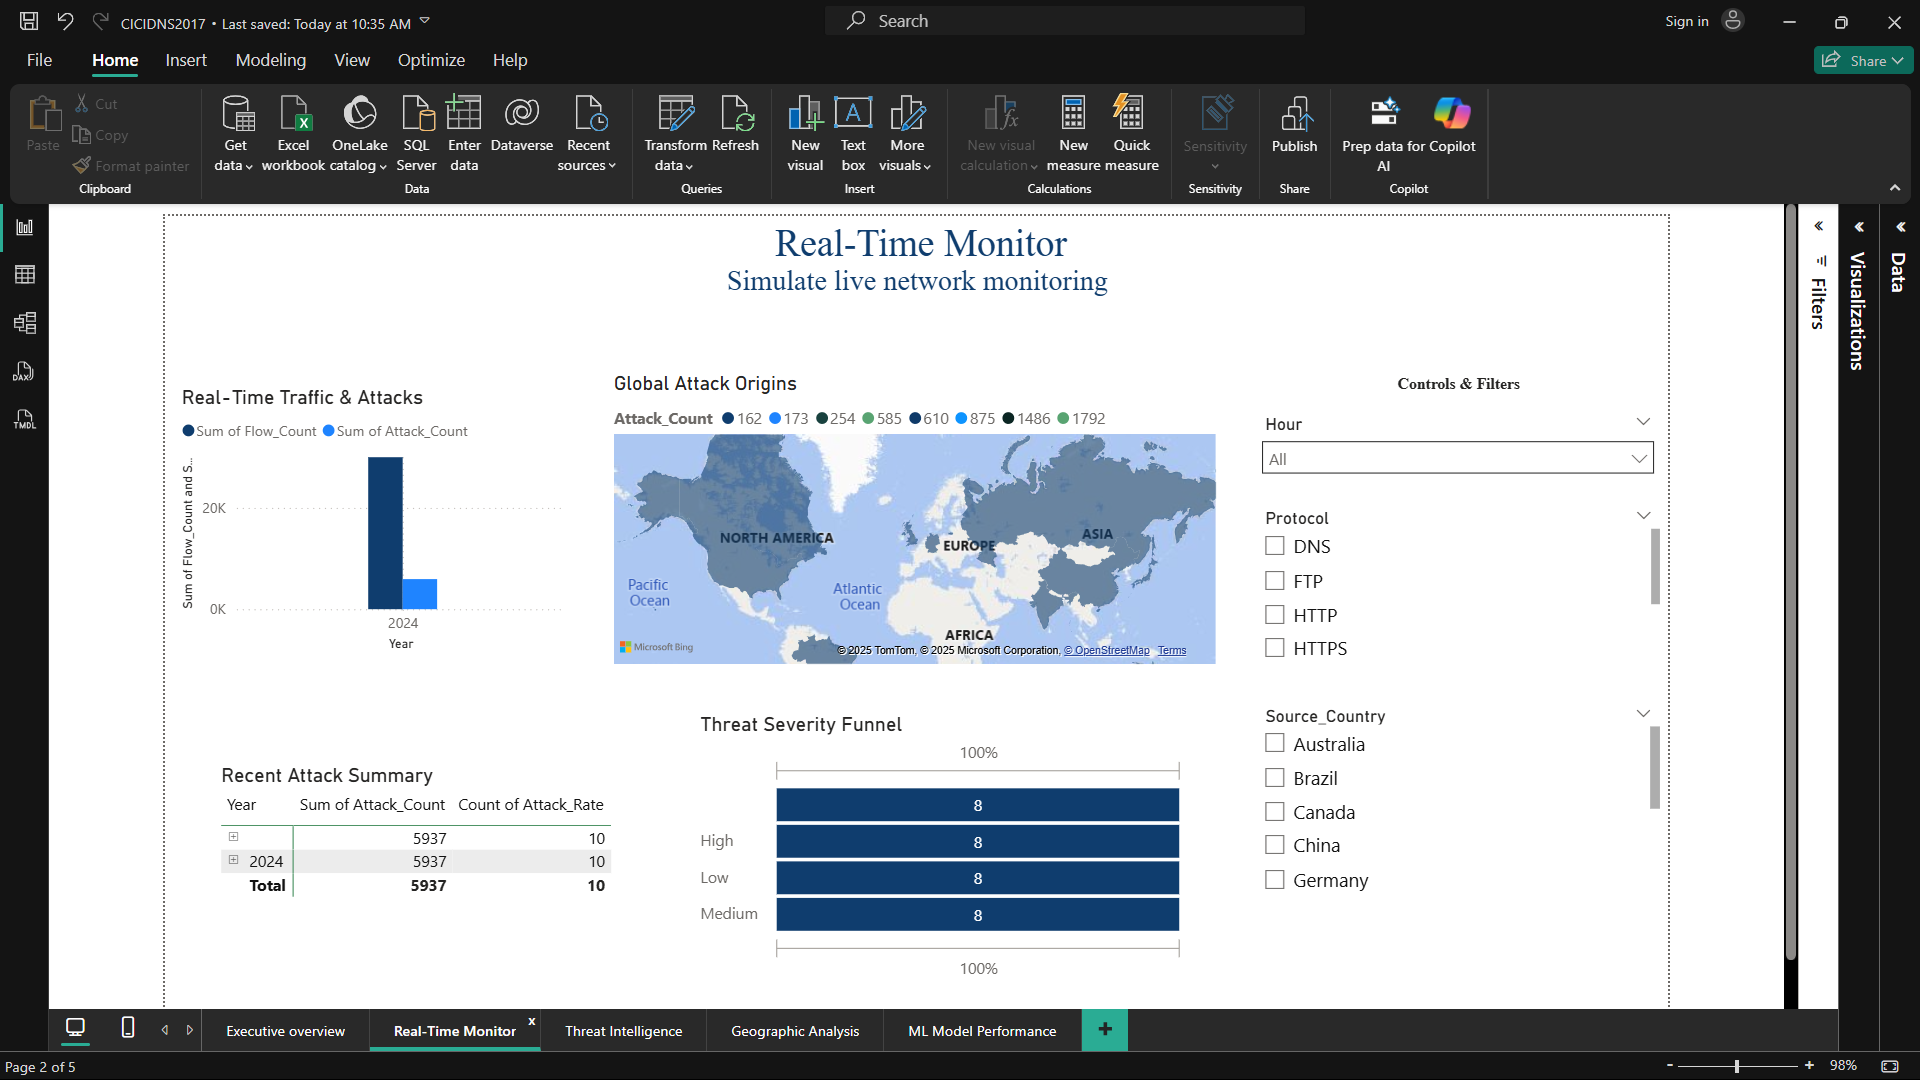 CICIDNS2017 • Last saved: Today at 10:35 AM
Search
Sign in
File Home Insert Modeling View Optimize Help
Share
Paste
Cut
Copy
Format painter
Clipboard
Get data
Excel workbook
OneLake catalog
SQL Server
Enter data
Dataverse
Recent sources
Data
Transform data
Refresh
Queries
New visual
Text box
More visuals
Insert
New visual calculation
New measure
Quick measure
Calculations
Sensitivity
Sensitivity
Publish
Share
Prep data for AI
Copilot
Copilot
DAX
TMDL
Real-Time Monitor
Simulate live network monitoring
Real-Time Traffic & Attacks
Sum of Flow_Count Sum of Attack_Count
Sum of Flow_Count and S...
20K
0K
2024
Year
Global Attack Origins
Attack_Count 162 173 254 585 610 875 1486 1792
NORTH AMERICA
EUROPE
ASIA
Pacific Ocean
Atlantic Ocean
AFRICA
Microsoft Bing
© 2025 TomTom, © 2025 Microsoft Corporation, © OpenStreetMap Terms
Controls & Filters
Hour
All
Protocol
DNS
FTP
HTTP
HTTPS
Source_Country
Australia
Brazil
Canada
China
Germany
Recent Attack Summary
Year Sum of Attack_Count Count of Attack_Rate
5937 10
2024 5937 10
Total 5937 10
Threat Severity Funnel
100%
8
High 8
Low 8
Medium 8
100%
Filters
Visualizations
Data
Executive overview
Real-Time Monitor x
Threat Intelligence
Geographic Analysis
ML Model Performance
+
Page 2 of 5
- + 98%